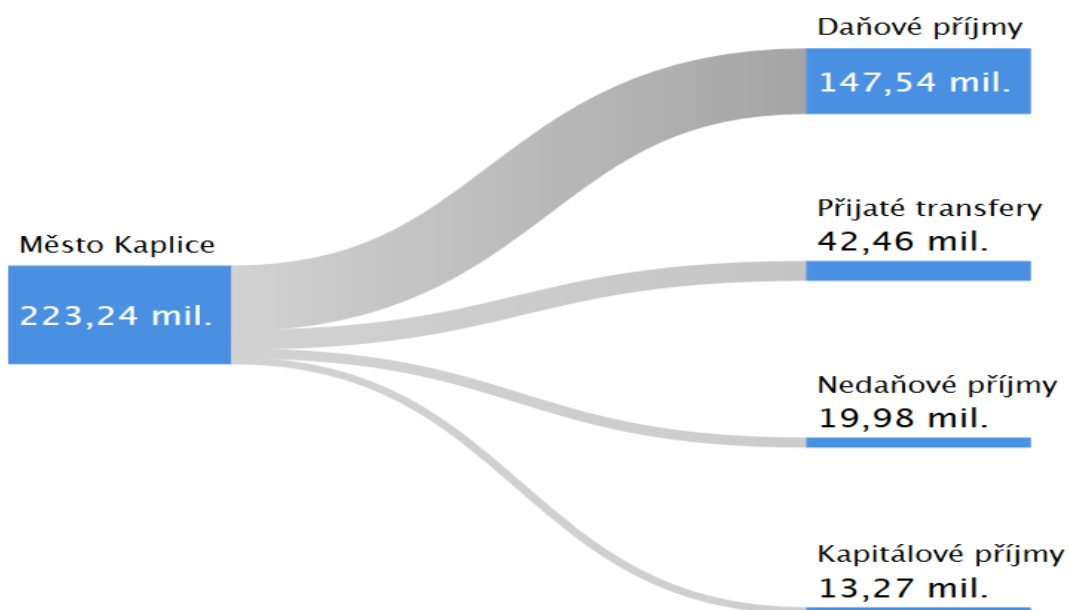 Daňové příjmy
147,54 mil.
Přijaté transfery
42,46 mil.
Město Kaplice
223,24 mil.
Nedaňové příjmy
19,98 mil.
Kapitálové příjmy
13,27 mil.